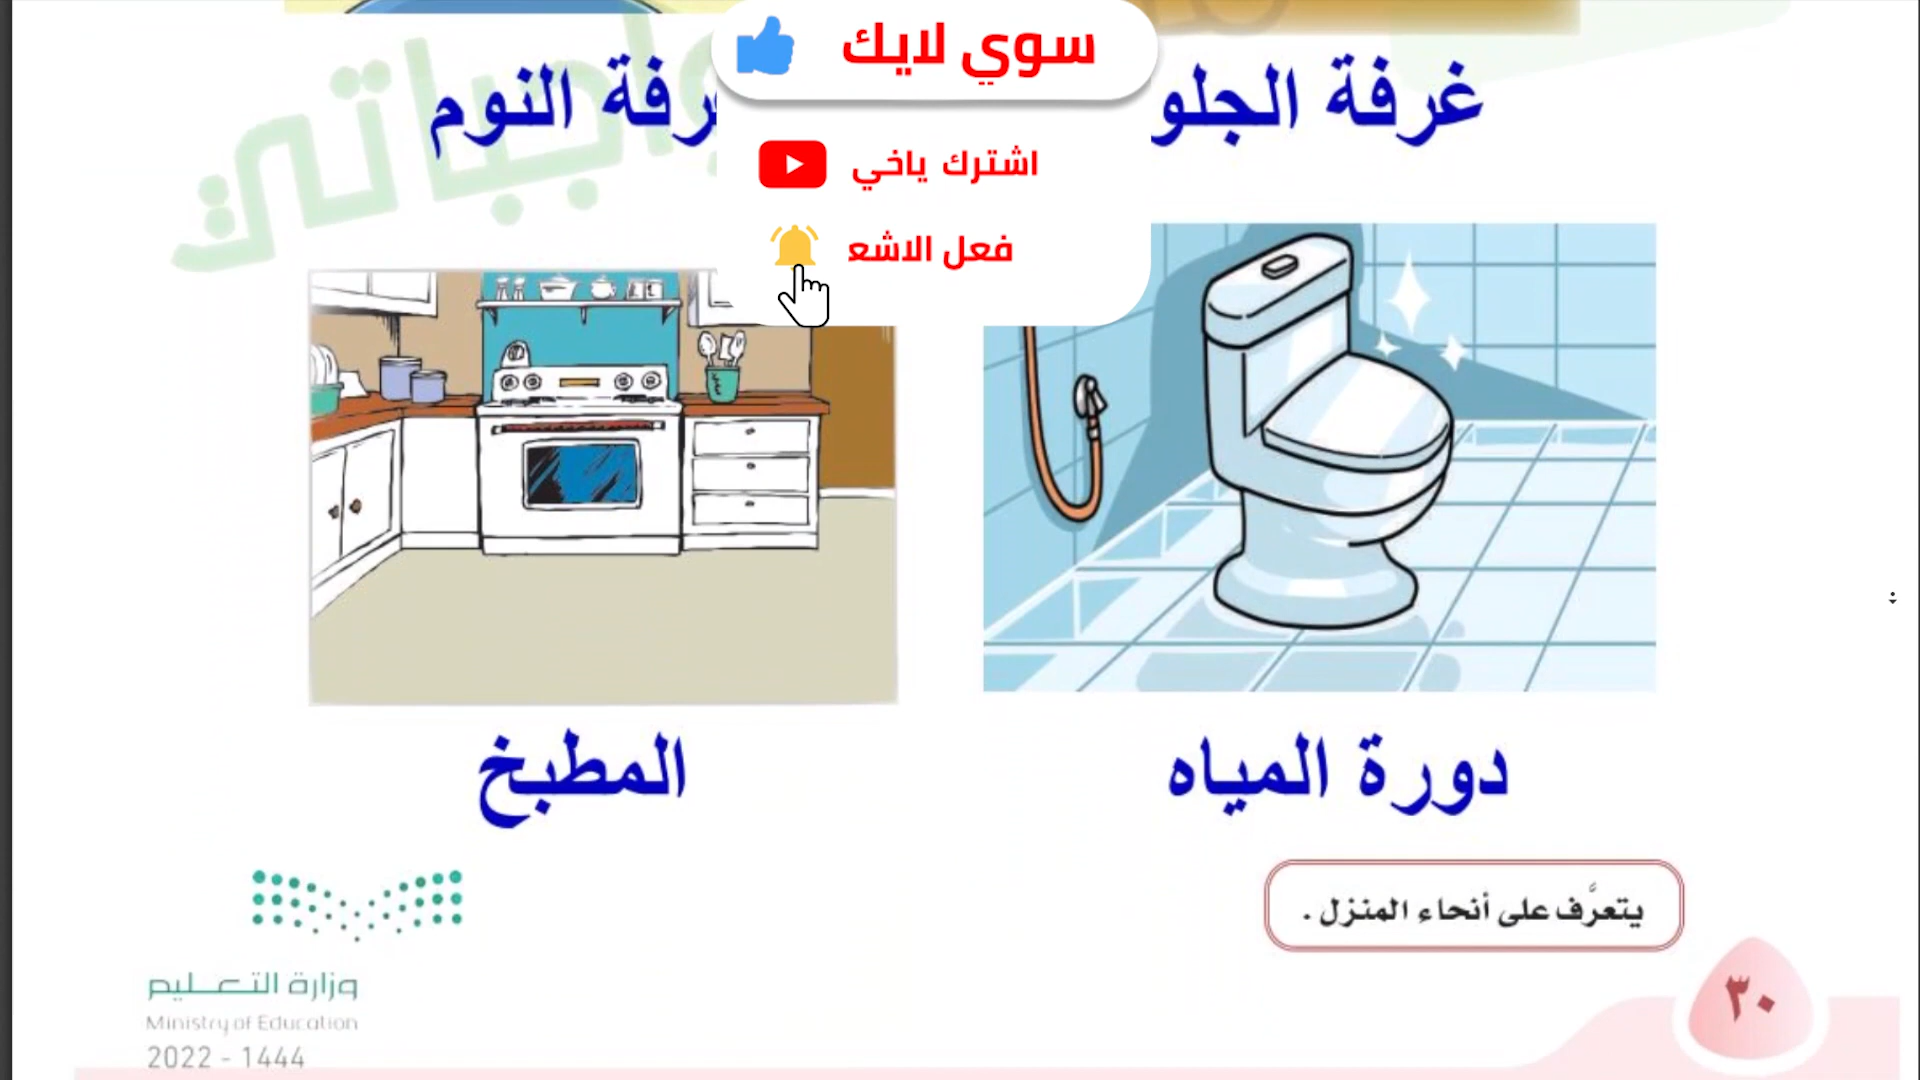 سوي لايك
اشترك ياخي
فعل الاشع
غرفة الجلو
رفة النوم
دورة المياه
المطبخ
يتعرَّف على أنحاء المنزل .
٣٠
وزارة التعليم
Ministry of Education
2022 - 1444